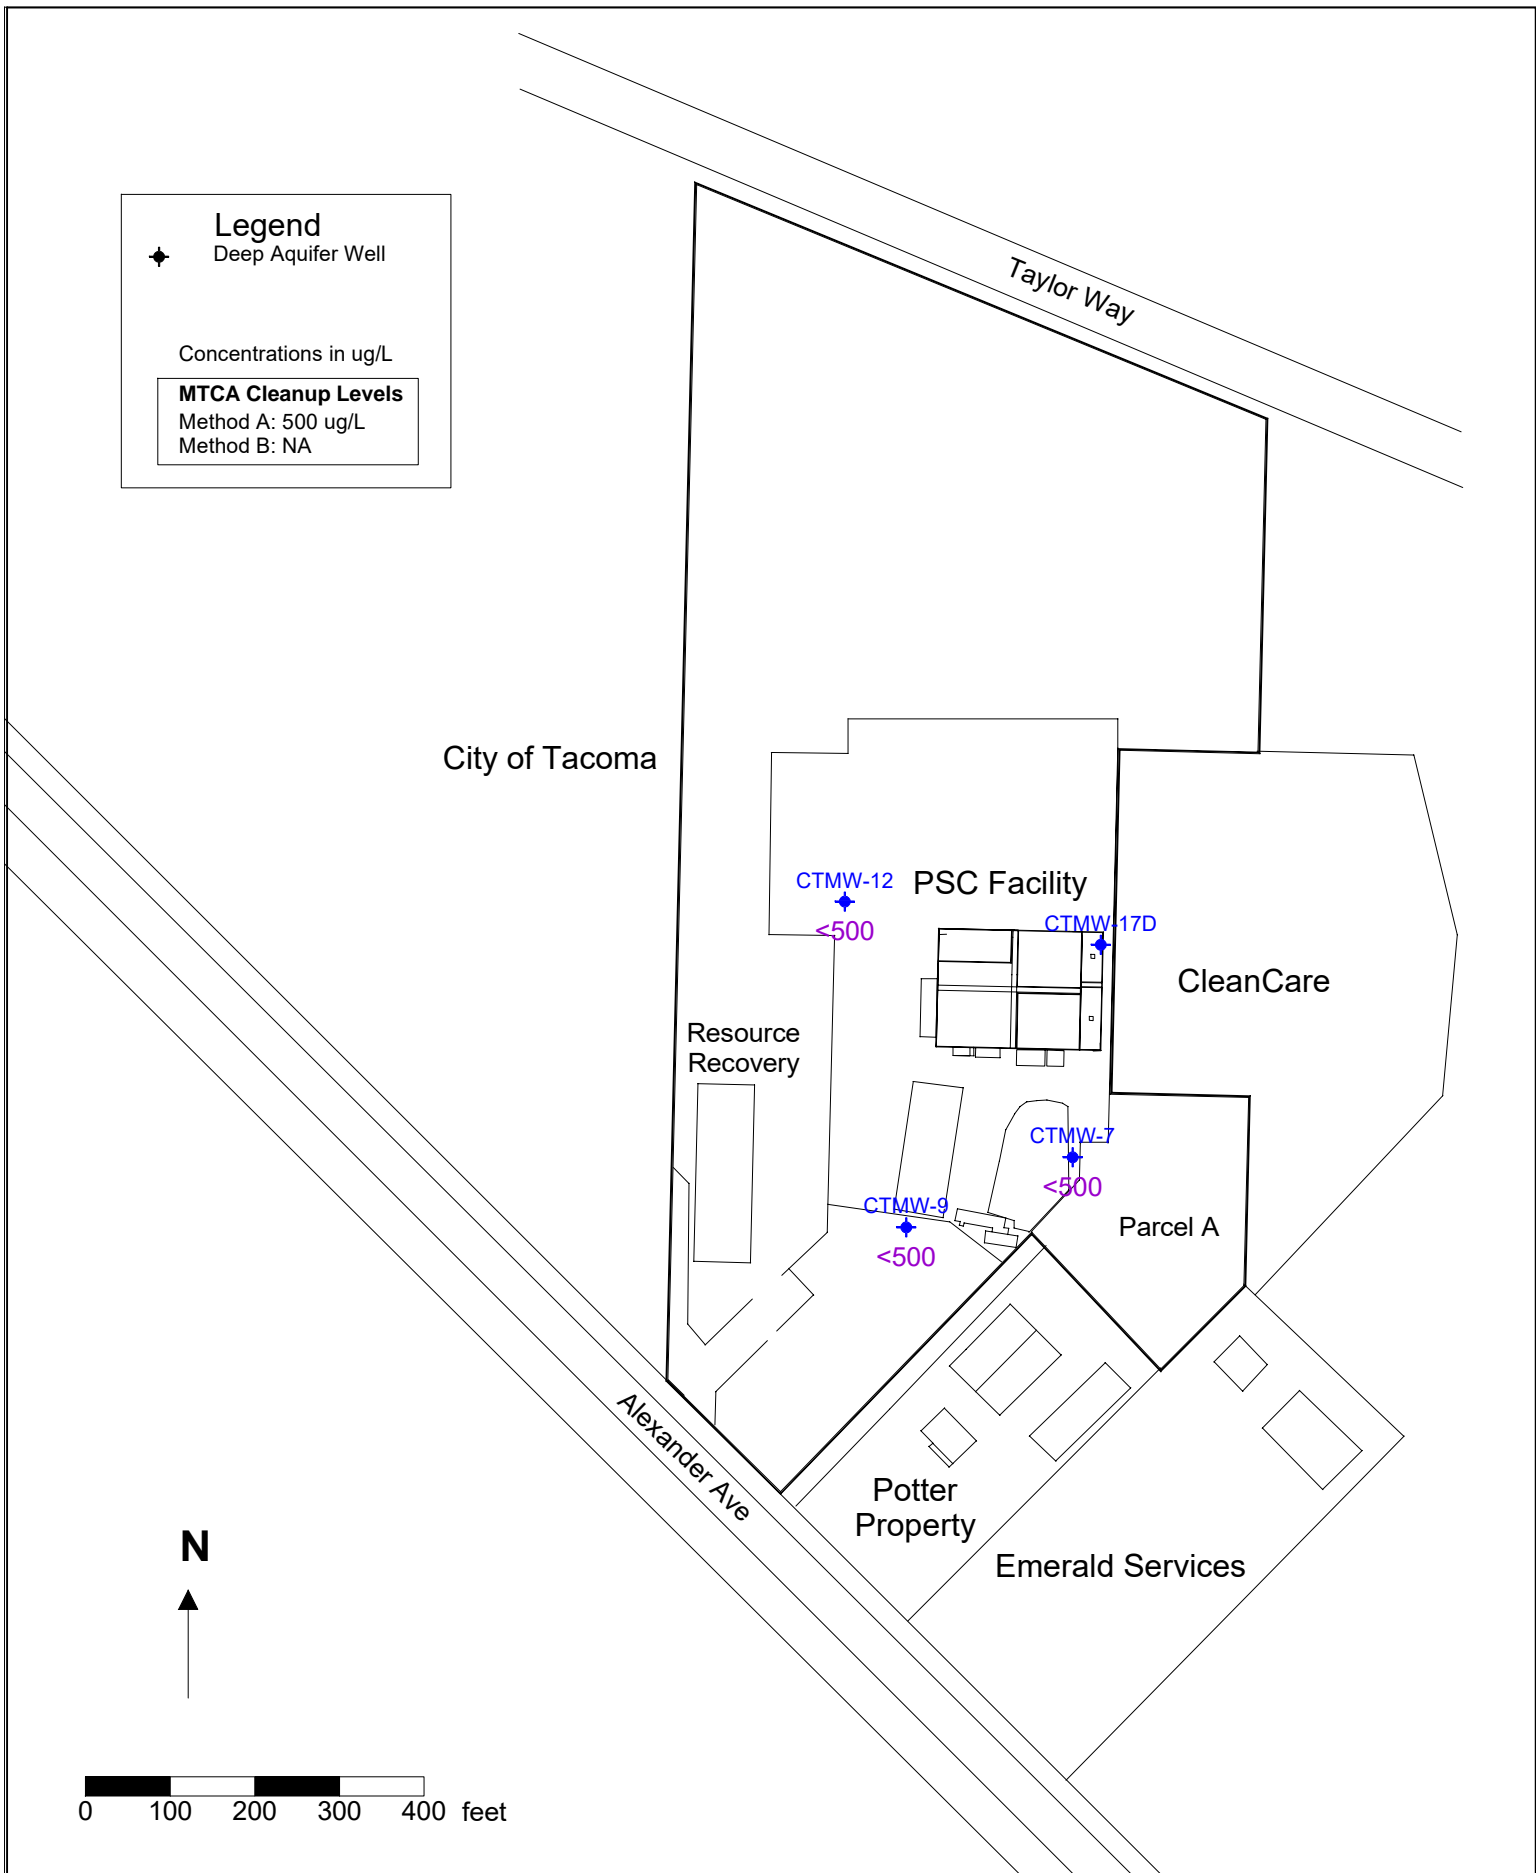 Legend
Deep Aquifer Well
Concentrations in ug/L
MTCA Cleanup Levels
Method A: 500 ug/L
Method B: NA
Taylor Way
City of Tacoma
CTMW-12
<500
PSC Facility
CTMW-17D
CleanCare
Resource
Recovery
CTMW-7
<500
CTMW-9
<500
Parcel A
Alexander Ave
Potter
Property
Emerald Services
N
0 100 200 300 400 feet